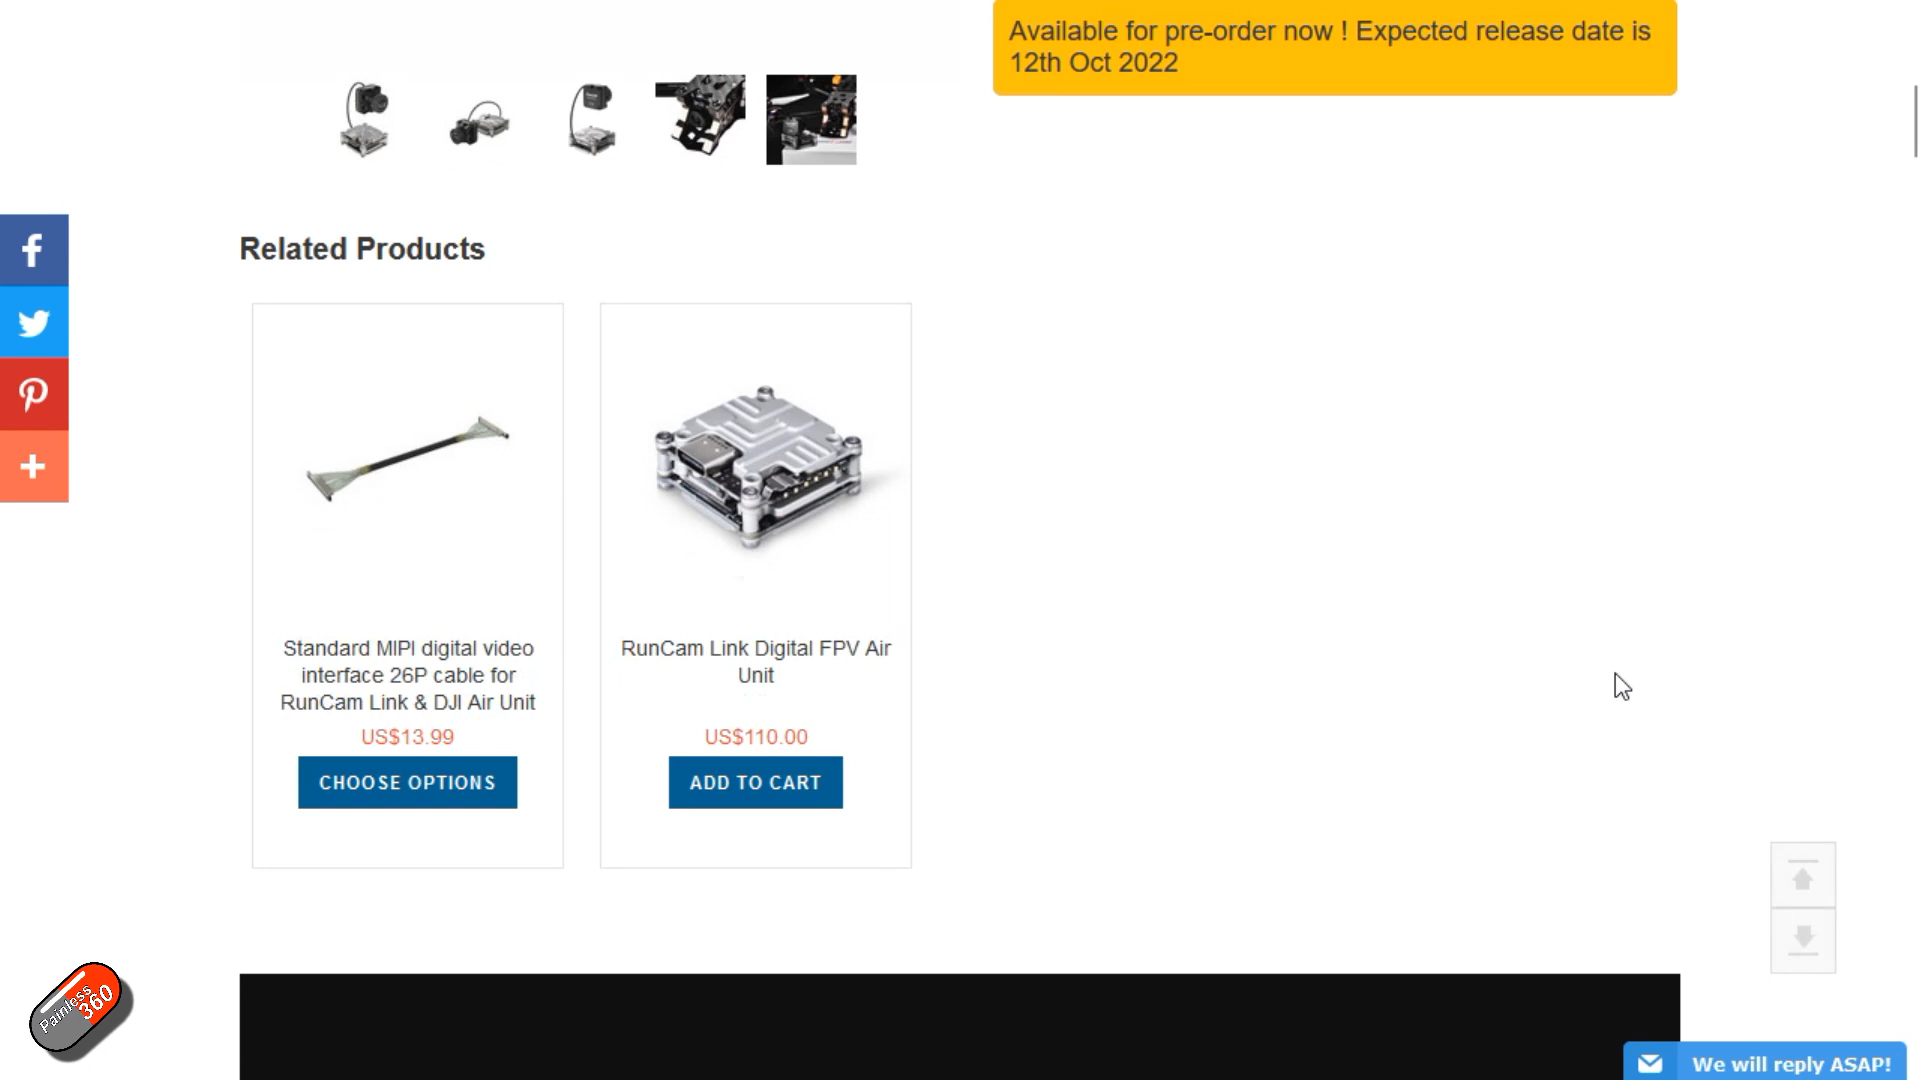 Available for pre-order now ! Expected release date is
12th Oct 2022
Related Products
Standard MIPI digital video
interface 26P cable for
RunCam Link & DJI Air Unit
US$13.99
CHOOSE OPTIONS
RunCam Link Digital FPV Air
Unit
US$110.00
ADD TO CART
Painless
360
We will reply ASAP!